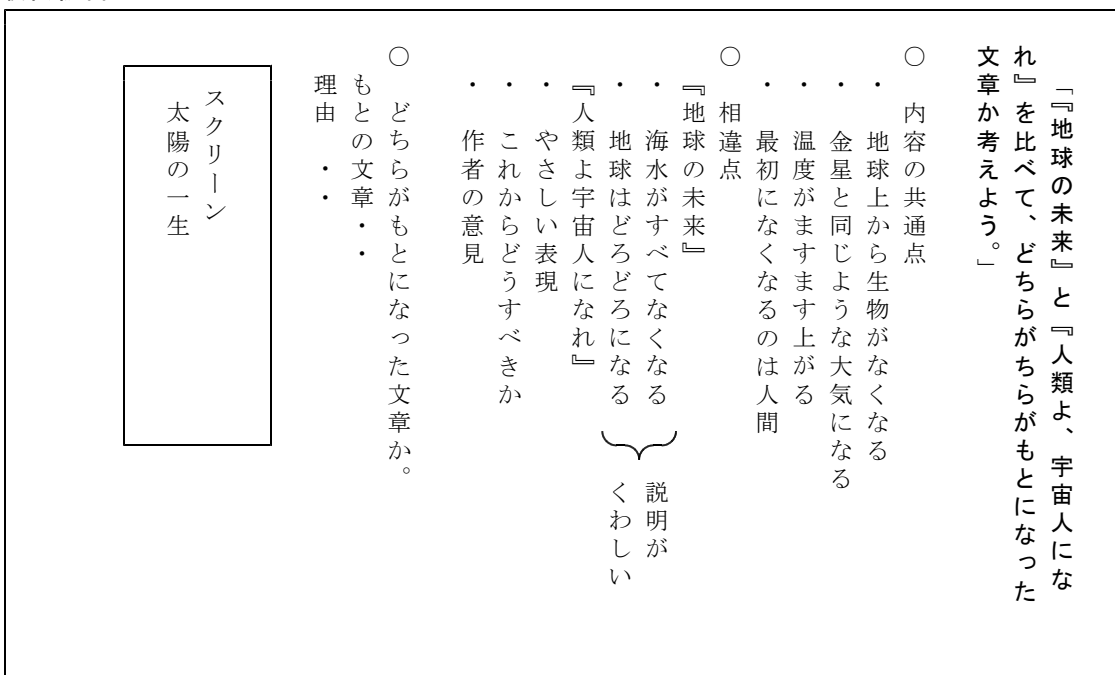 「『地球の未来』と『人類よ、宇宙人にな
れ』を比べて、どちらがちらがもとになった
文章か考えよう。」
○ 内容の共通点
・ 地球上から生物がなくなる
・ 金星と同じような大気になる
・ 温度がますます上がる
・ 最初になくなるのは人間
○ 相違点
『地球の未来』
・ 海水がすべてなくなる
・ 地球はどろどろになる
説明が
くわしい
『人類よ宇宙人になれ』
・ やさしい表現
・ これからどうすべきか
・ 作者の意見
○ どちらがもとになった文章か。
もとの文章・・
理由 ・・
スクリーン
太陽の一生